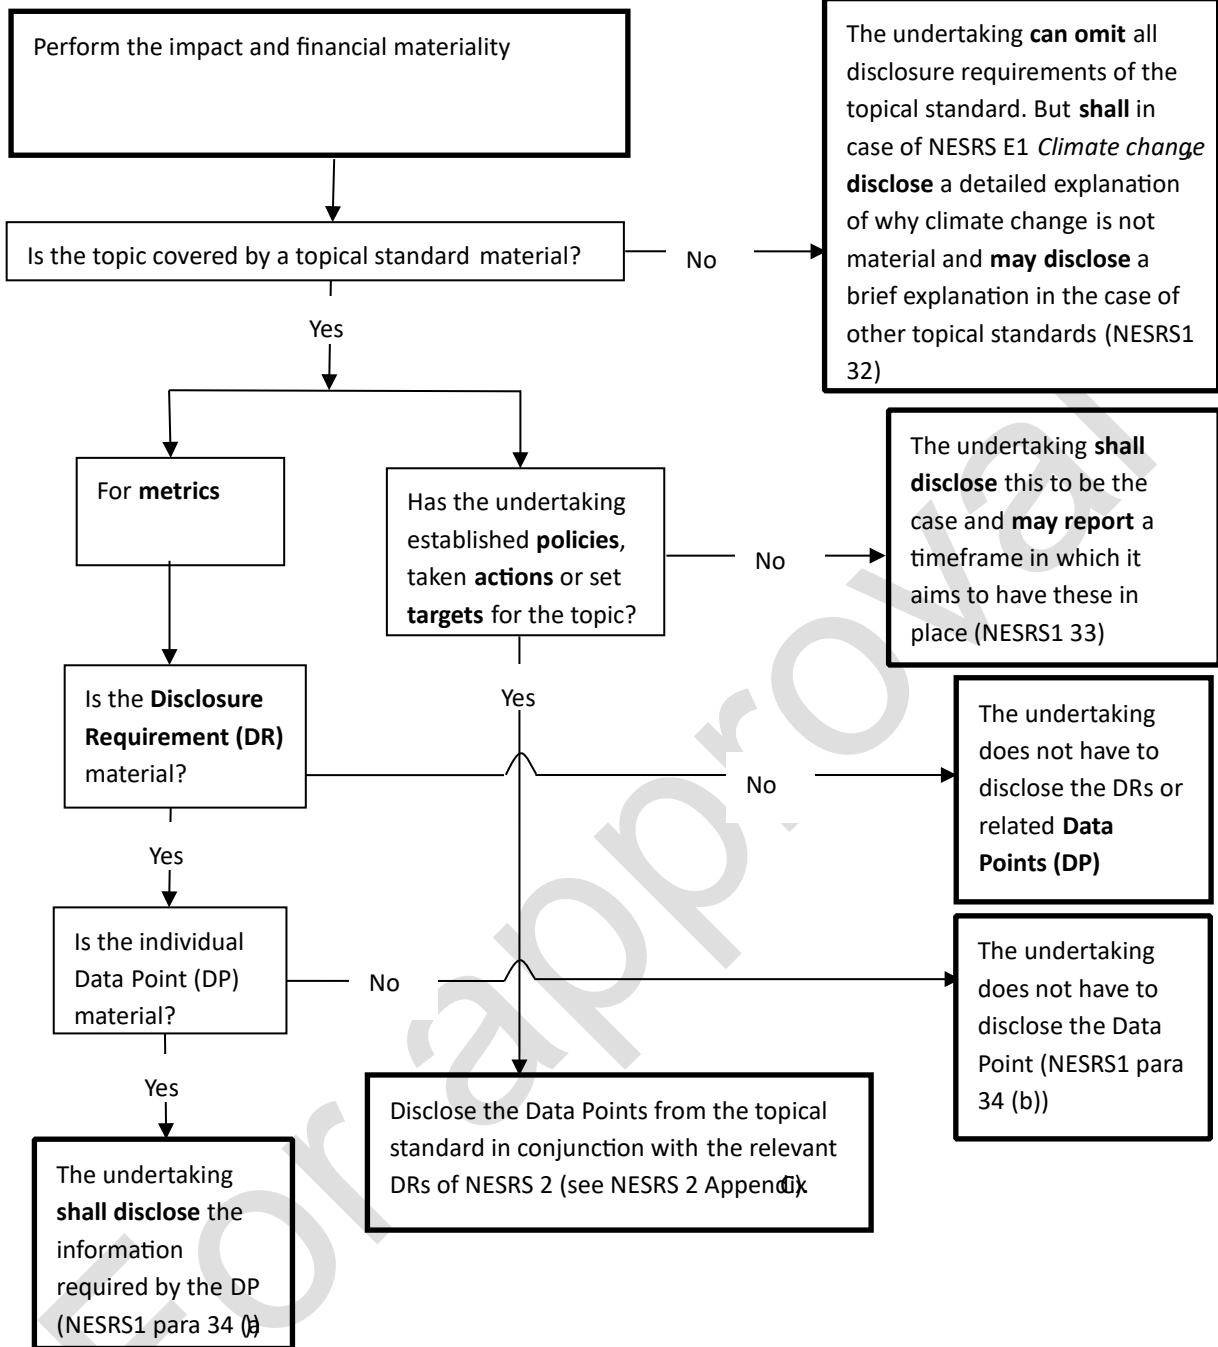 Perform the impact and financial materiality
The undertaking can omit all
disclosure requirements of the
topical standard. But shall in
case of NESRS E1 Climate change,
disclose a detailed explanation
of why climate change is not
material and may disclose a
brief explanation in the case of
other topical standards (NESRS1
32)
Is the topic covered by a topical standard material?
No
Yes
The undertaking shall
disclose this to be the
case and may report a
timeframe in which it
aims to have these in
place (NESRS1 33)
For metrics
Has the undertaking
established policies,
taken actions or set
targets for the topic?
No
Is the Disclosure
Requirement (DR)
material?
Yes
No
The undertaking
does not have to
disclose the DRs or
related Data
Points (DP)
Yes
Is the individual
Data Point (DP)
material?
No
The undertaking
does not have to
disclose the Data
Point (NESRS1 para
34 (b))
Yes
Disclose the Data Points from the topical
standard in conjunction with the relevant
DRs of NESRS 2 (see NESRS 2 Appendix C).
The undertaking
shall disclose the
information
required by the DP
(NESRS1 para 34 (a)
For approval